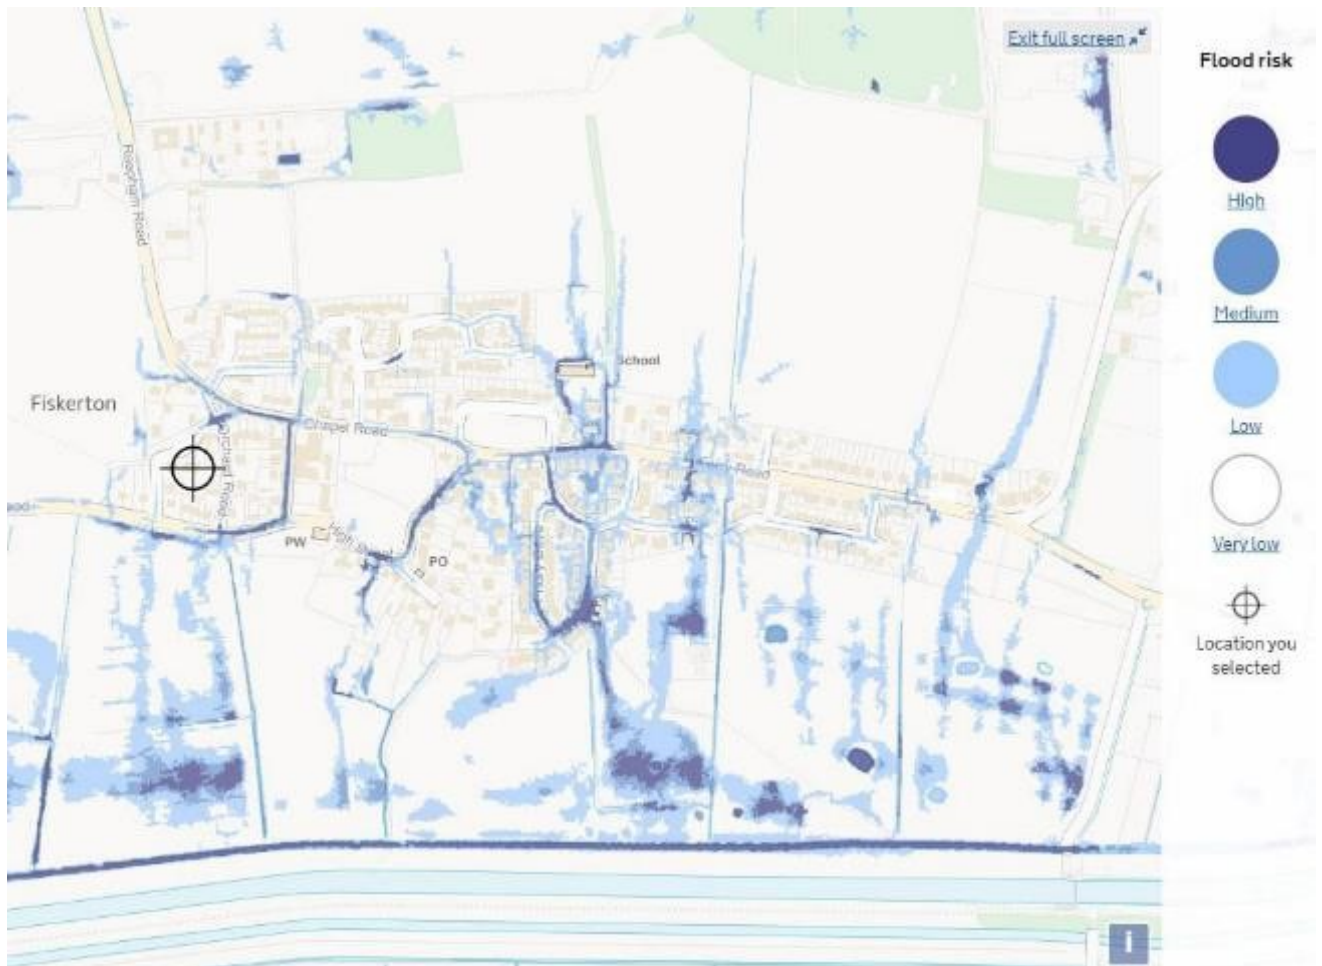 Exit full screen
Flood risk
High
Medium
Low
Very low
Location you
selected
Reepham Road
School
Fiskerton
Chapel Road
Orchard Road
Road
PW
High Street
PO
i